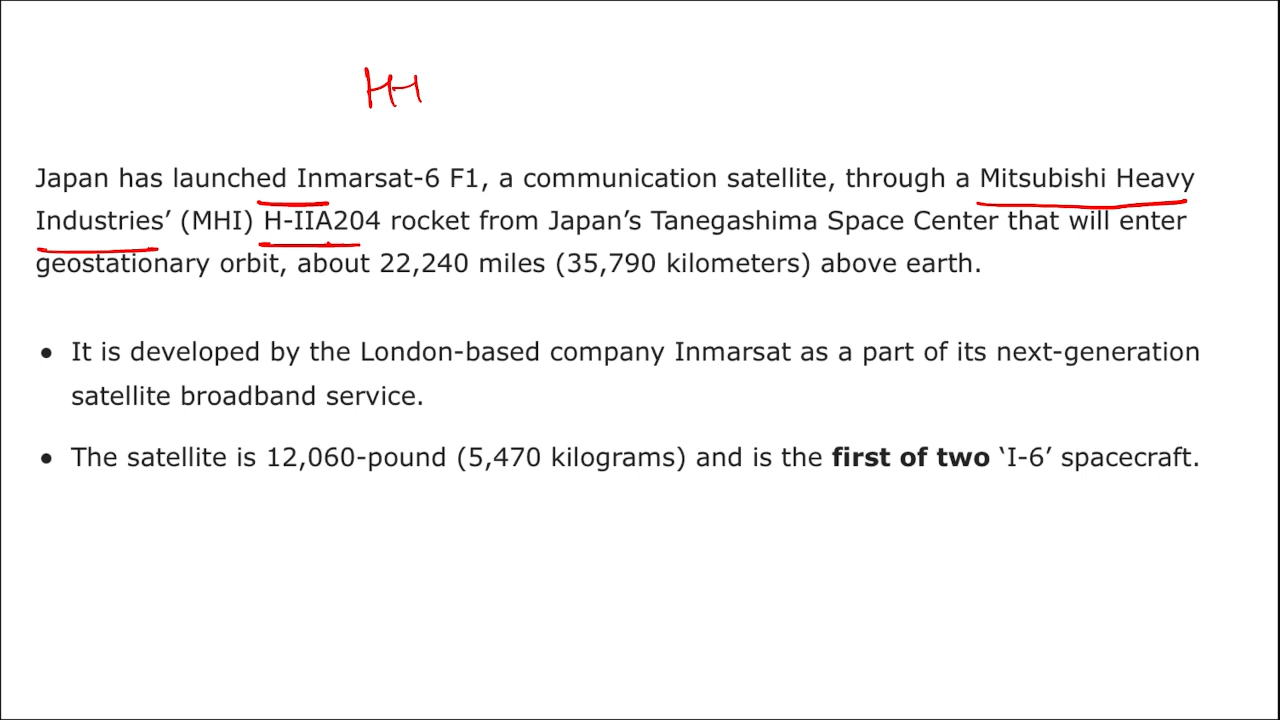 HH
Japan has launched Inmarsat-6 F1, a communication satellite, through a Mitsubishi Heavy
Industries’ (MHI) H-IIA204 rocket from Japan’s Tanegashima Space Center that will enter
geostationary orbit, about 22,240 miles (35,790 kilometers) above earth.
● It is developed by the London-based company Inmarsat as a part of its next-generation
satellite broadband service.
● The satellite is 12,060-pound (5,470 kilograms) and is the first of two ‘I-6’ spacecraft.